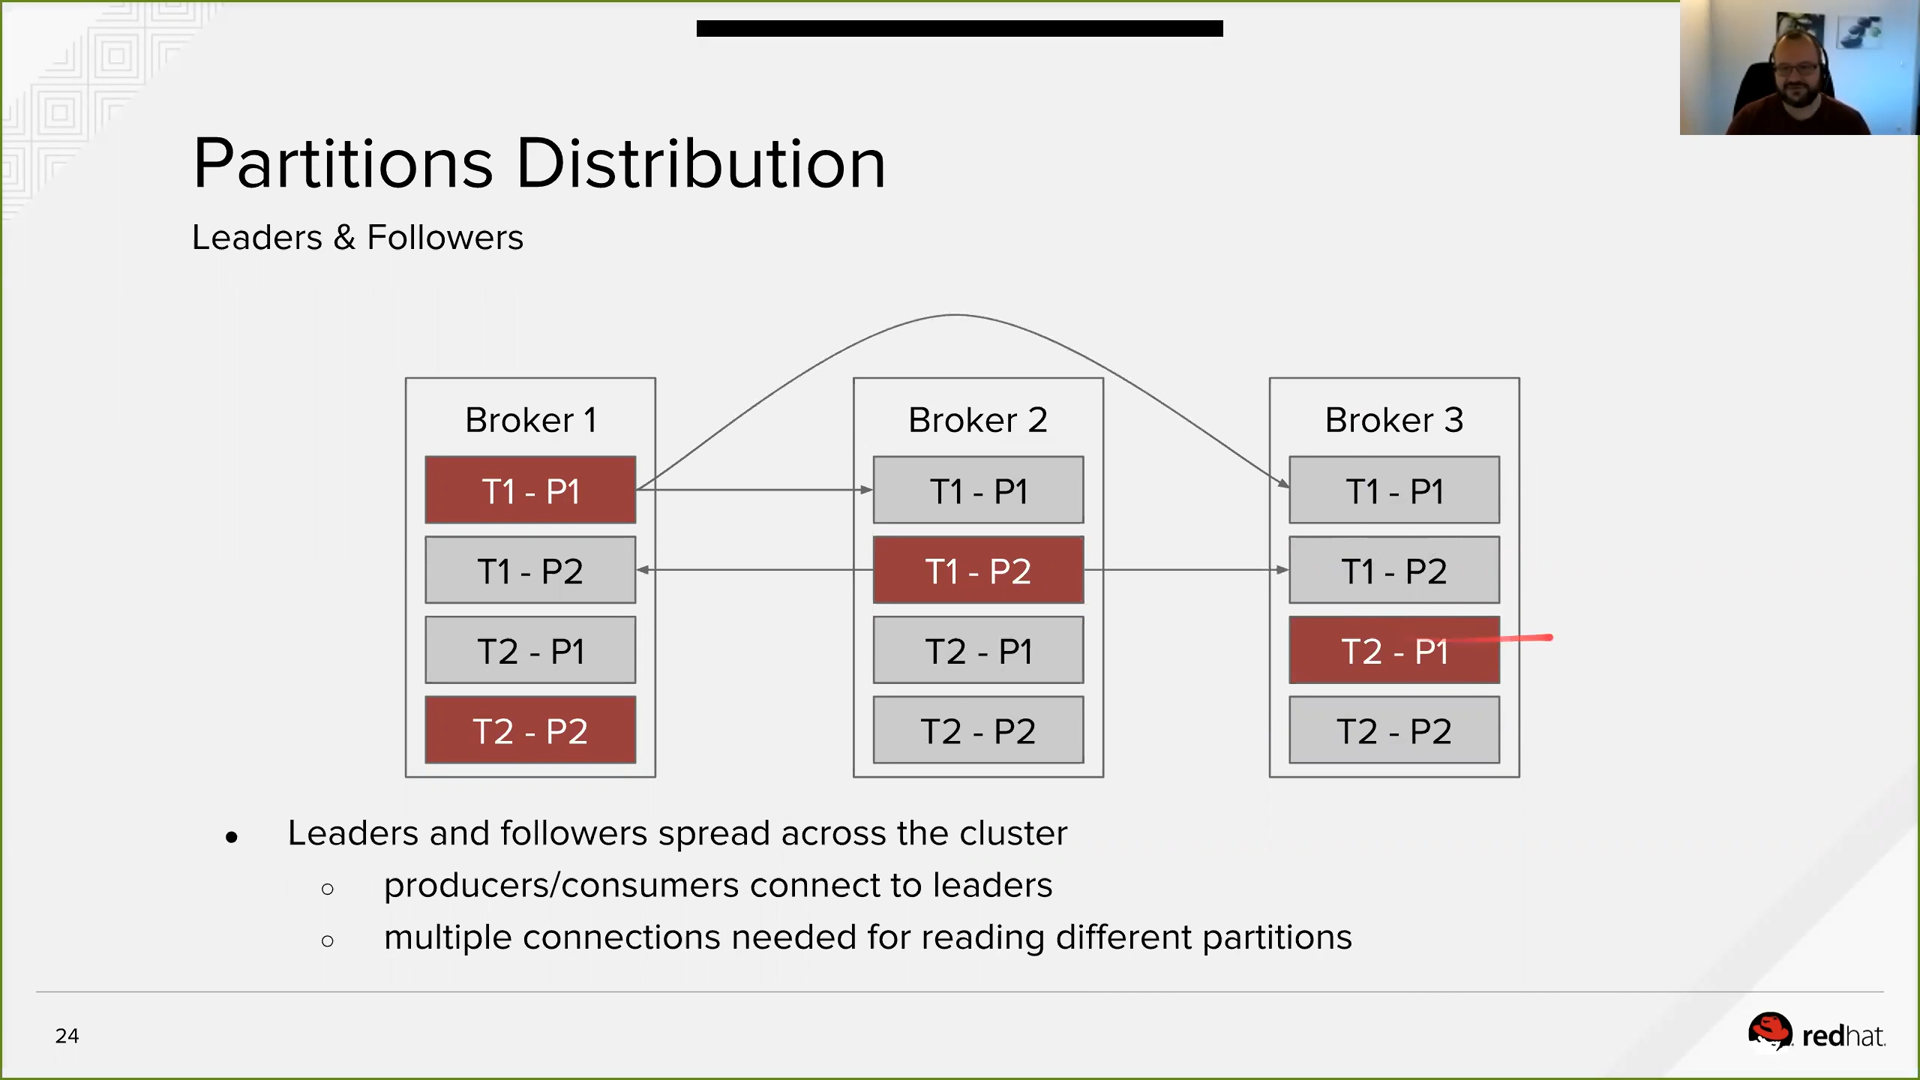 Partitions Distribution
Leaders & Followers
Broker 1
T1 - P1
T1 - P2
T2 - P1
T2 - P2
Broker 2
T1 - P1
T1 - P2
T2 - P1
T2 - P2
Broker 3
T1 - P1
T1 - P2
T2 - P1
T2 - P2
● Leaders and followers spread across the cluster
○ producers/consumers connect to leaders
○ multiple connections needed for reading different partitions
24
redhat.